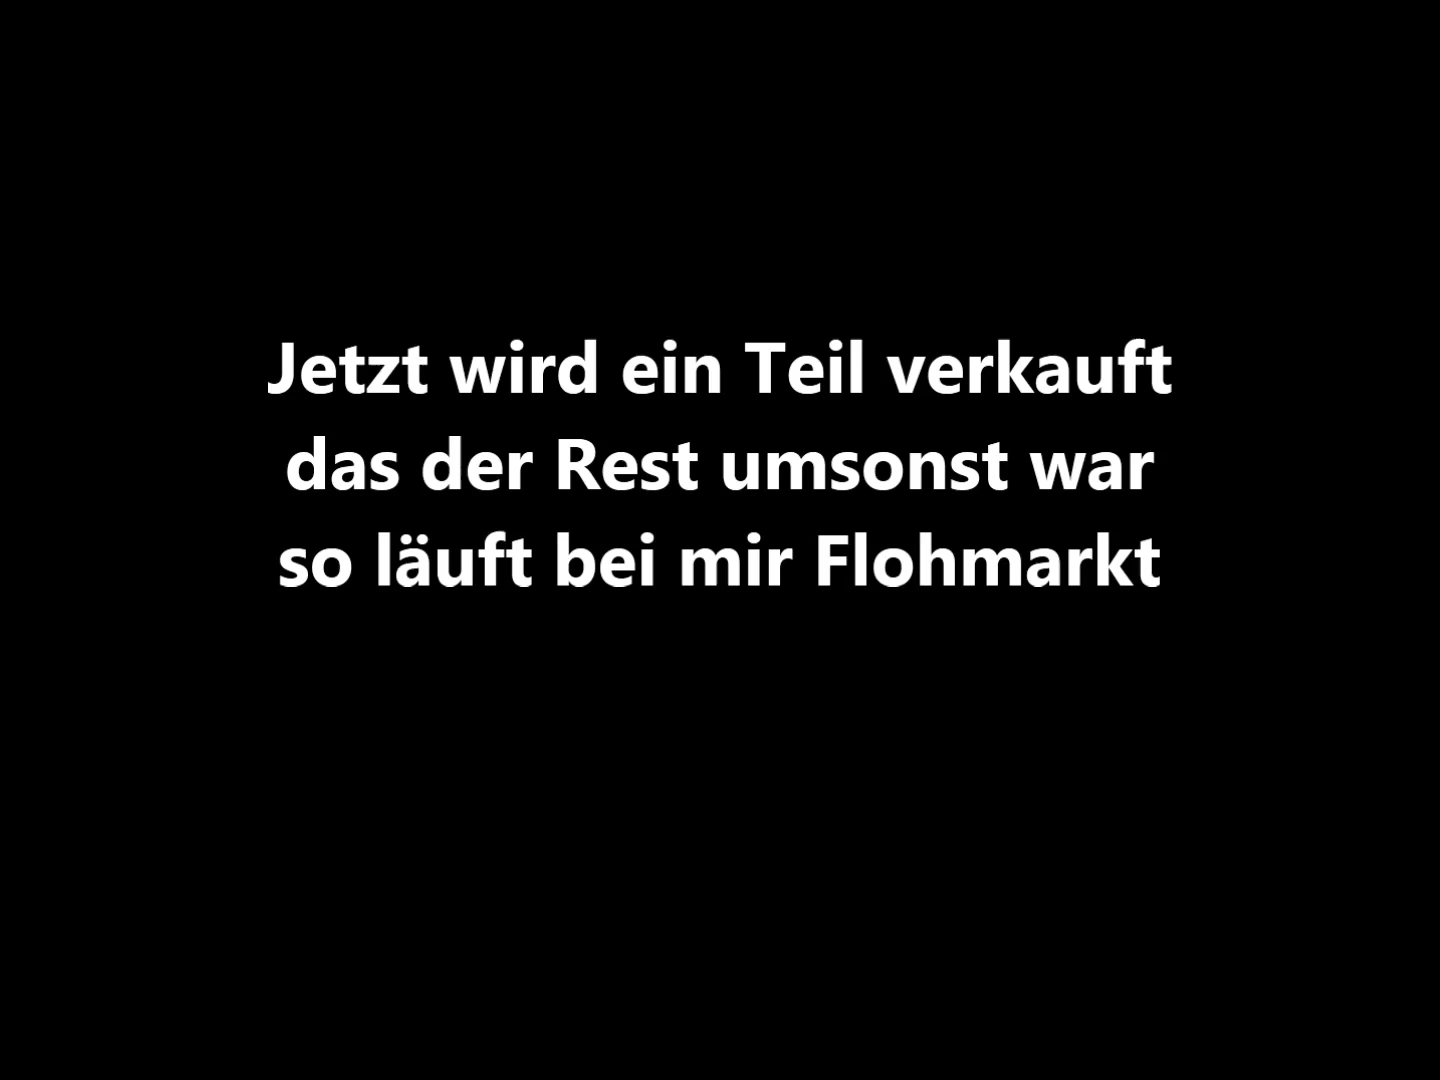 Jetzt wird ein Teil verkauft
das der Rest umsonst war
so läuft bei mir Flohmarkt